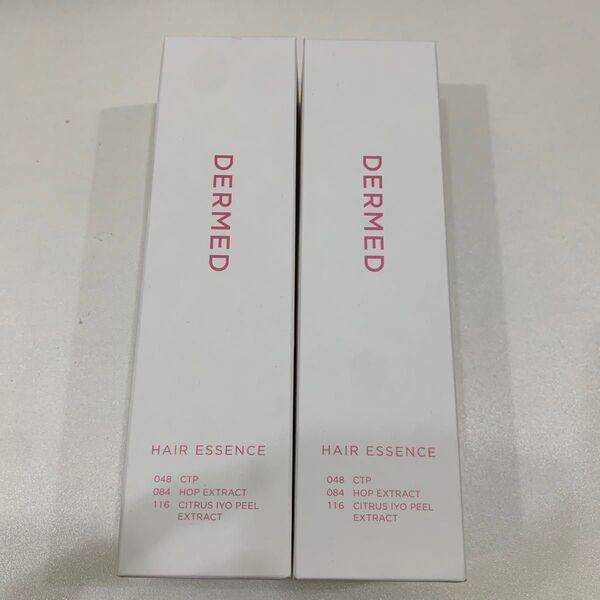 DERMED
HAIR ESSENCE
048 CTP
084 HOP EXTRACT
116 CITRUS IYO PEEL
EXTRACT
DERMED
HAIR ESSENCE
048 CTP
084 HOP EXTRACT
116 CITRUS IYO PEEL
EXTRACT